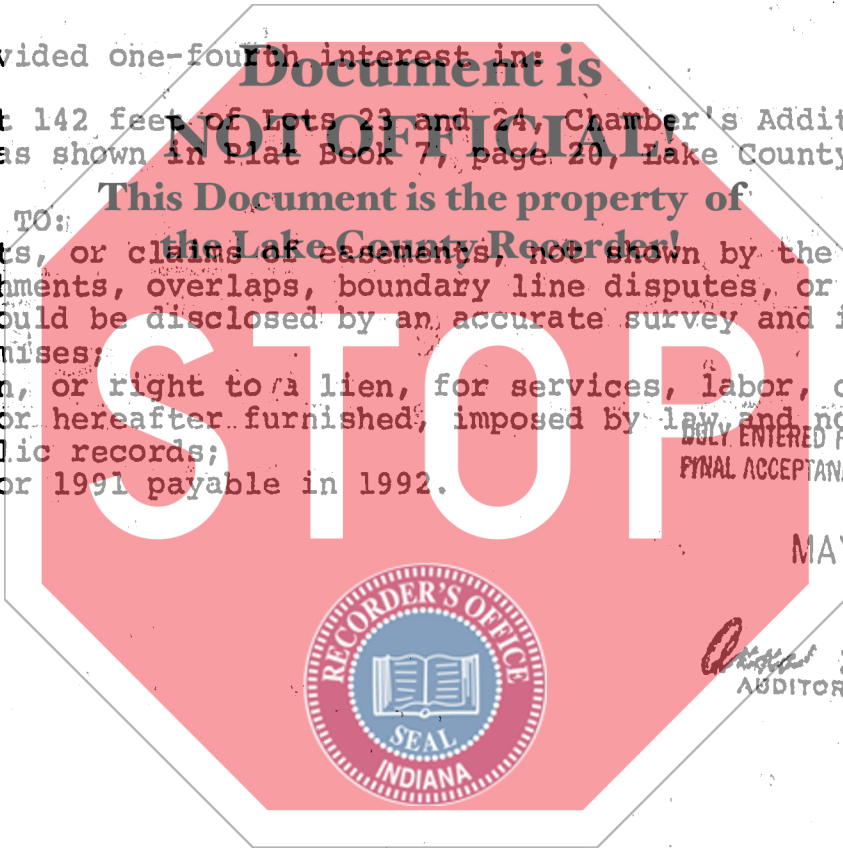 vided one-fourth interest in:
Document is
t 142 feet of Lots 23 and 24, Chamber's Addit
NOT OFFICIAL!
as shown in Plat Book 7, page 20, Lake County
This Document is the property of
TO:
the Lake County Recorder!
ts, or claims of easements, not shown by the
hments, overlaps, boundary line disputes, or
ould be disclosed by an accurate survey and i
mises;
n, or right to a lien, for services, labor, o
or hereafter furnished, imposed by law and no
lic records;
or 1991 payable in 1992.
DULY ENTERED F
FINAL ACCEPTAN
STOP
MAY
RECORDER'S OFFICE
SEAL
INDIANA
AUDITOR